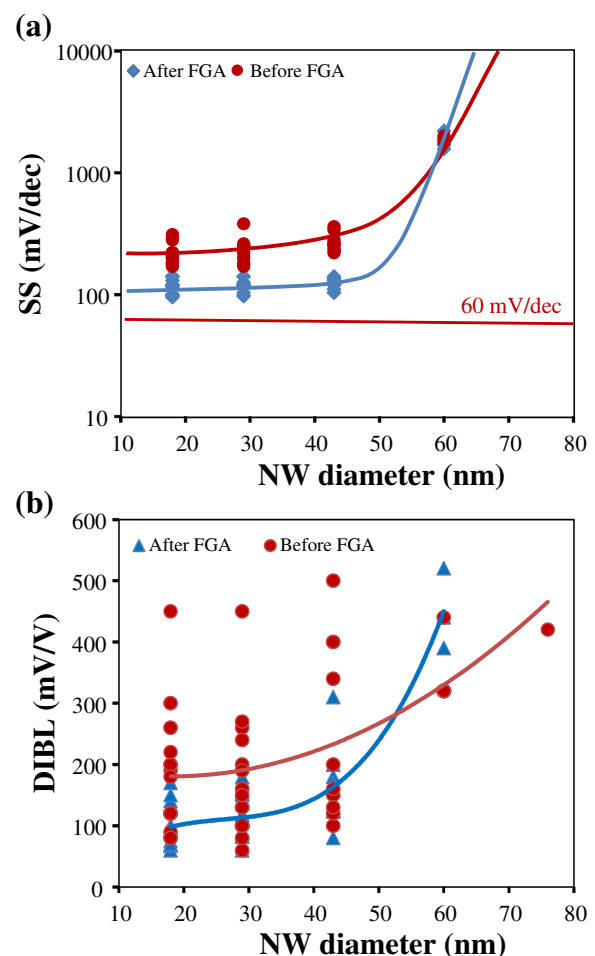 (a)
10000
After FGA
Before FGA
1000
SS (mV/dec)
100
60 mV/dec
10
10 20 30 40 50 60 70 80
NW diameter (nm)
(b)
600
After FGA
Before FGA
500
400
DIBL (mV/V)
300
200
100
0
10 20 30 40 50 60 70 80
NW diameter (nm)